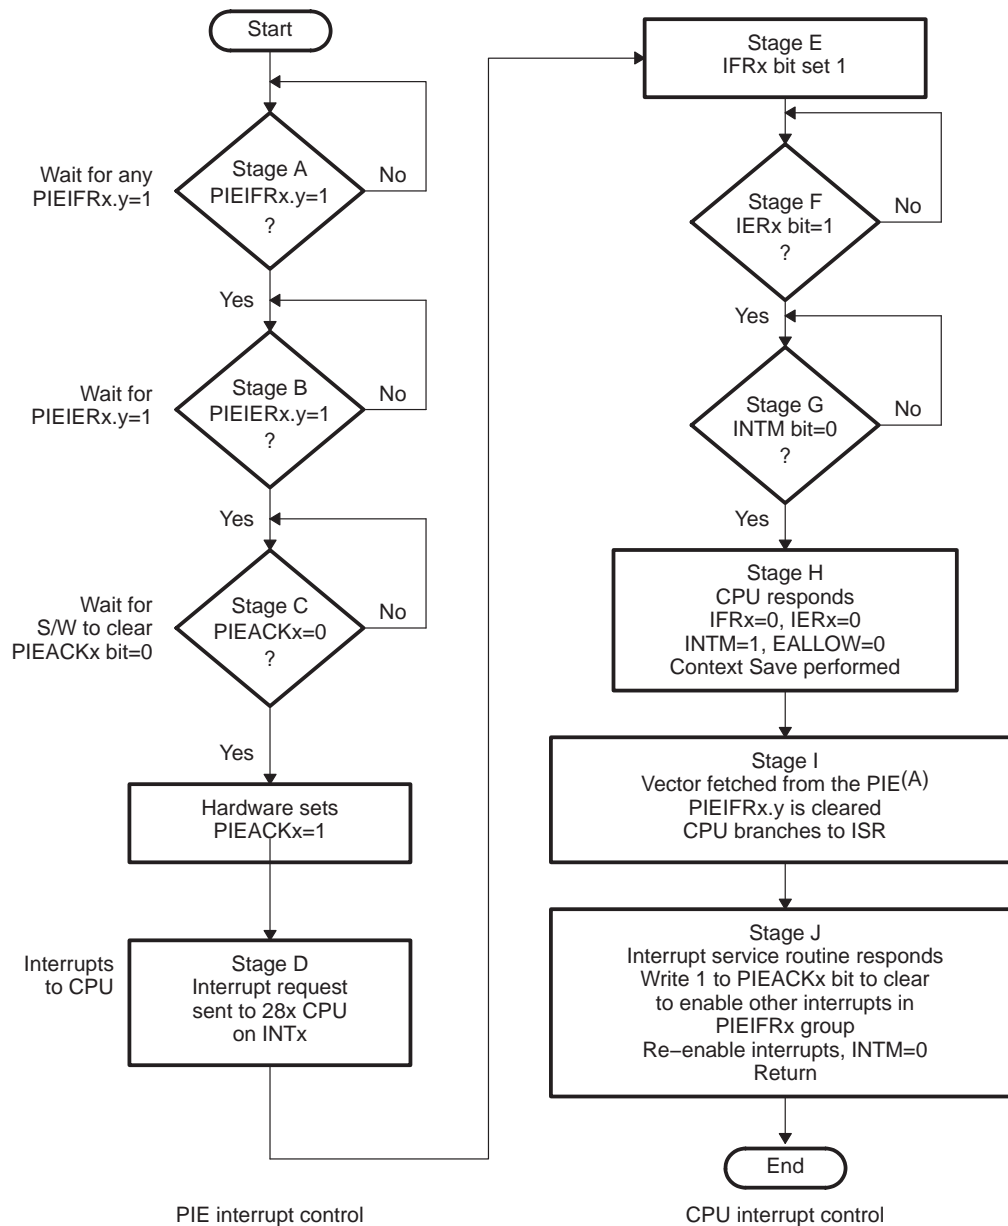 Start
Wait for any
PIEIFRx.y=1
Stage A
PIEIFRx.y=1
?
No
Yes
Wait for
PIEIERx.y=1
Stage B
PIEIERx.y=1
?
No
Yes
Wait for
S/W to clear
PIEACKx bit=0
Stage C
PIEACKx=0
?
No
Yes
Hardware sets
PIEACKx=1
Interrupts
to CPU
Stage D
Interrupt request
sent to 28x CPU
on INTx
PIE interrupt control
Stage E
IFRx bit set 1
Stage F
IERx bit=1
?
No
Yes
Stage G
INTM bit=0
?
No
Yes
Stage H
CPU responds
IFRx=0, IERx=0
INTM=1, EALLOW=0
Context Save performed
Stage I
Vector fetched from the PIE(A)
PIEIFRx.y is cleared
CPU branches to ISR
Stage J
Interrupt service routine responds
Write 1 to PIEACKx bit to clear
to enable other interrupts in
PIEIFRx group
Re−enable interrupts, INTM=0
Return
End
CPU interrupt control